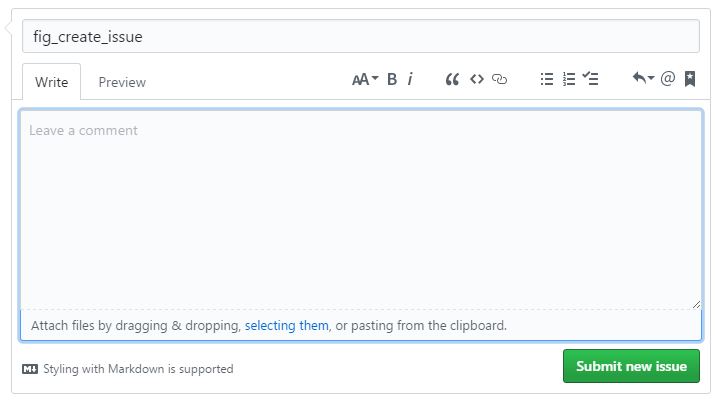 fig_create_issue
Write Preview AA B i @
Leave a comment
Attach files by dragging & dropping, selecting them, or pasting from the clipboard.
Styling with Markdown is supported
Submit new issue